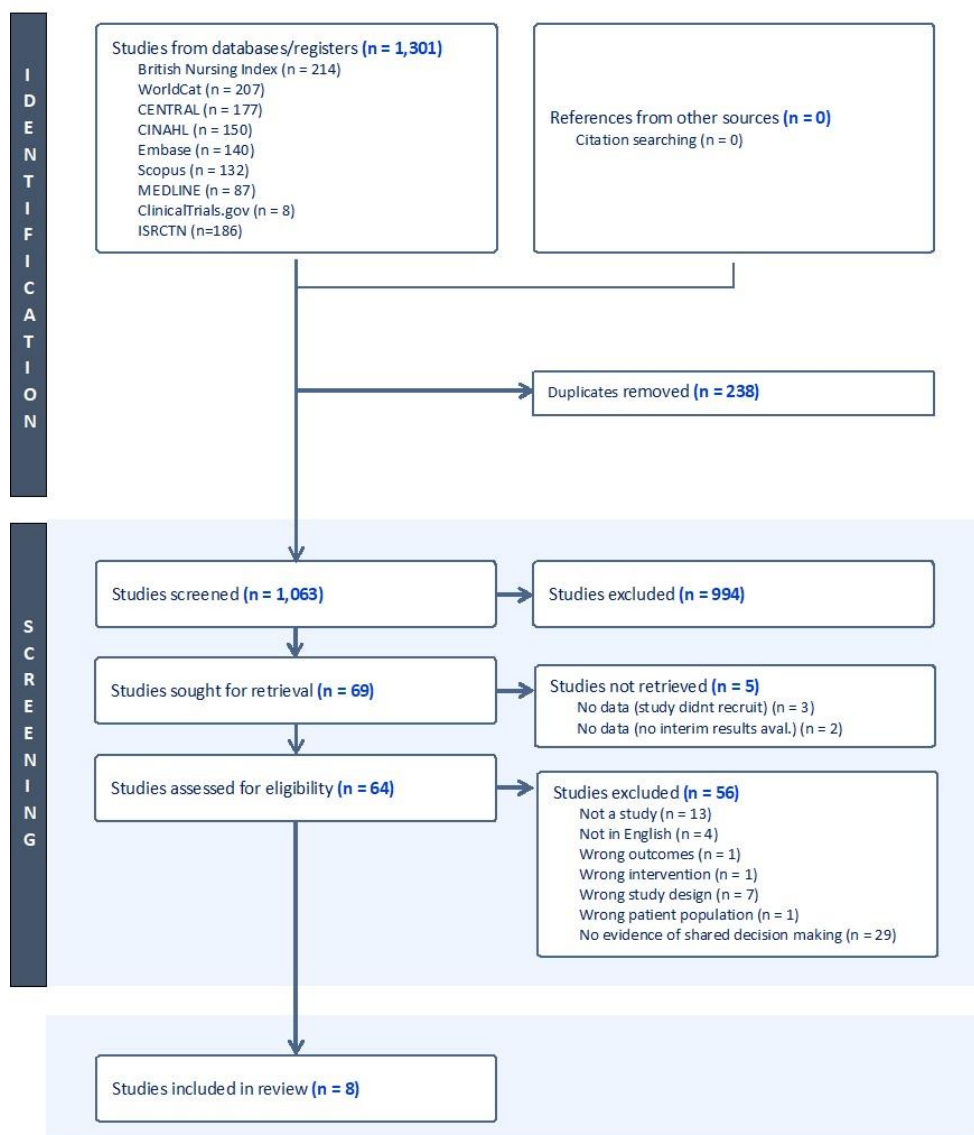 IDENTIFICATION
Studies from databases/registers (n = 1,301)
British Nursing Index (n = 214)
WorldCat (n = 207)
CENTRAL (n = 177)
CINAHL (n = 150)
Embase (n = 140)
Scopus (n = 132)
MEDLINE (n = 87)
ClinicalTrials.gov (n = 8)
ISRCTN (n=186)
References from other sources (n = 0)
Citation searching (n = 0)
Duplicates removed (n = 238)
SCREENING
Studies screened (n = 1,063)
Studies excluded (n = 994)
Studies sought for retrieval (n = 69)
Studies not retrieved (n = 5)
No data (study didnt recruit) (n = 3)
No data (no interim results aval.) (n = 2)
Studies assessed for eligibility (n = 64)
Studies excluded (n = 56)
Not a study (n = 13)
Not in English (n = 4)
Wrong outcomes (n = 1)
Wrong intervention (n = 1)
Wrong study design (n = 7)
Wrong patient population (n = 1)
No evidence of shared decision making (n = 29)
Studies included in review (n = 8)